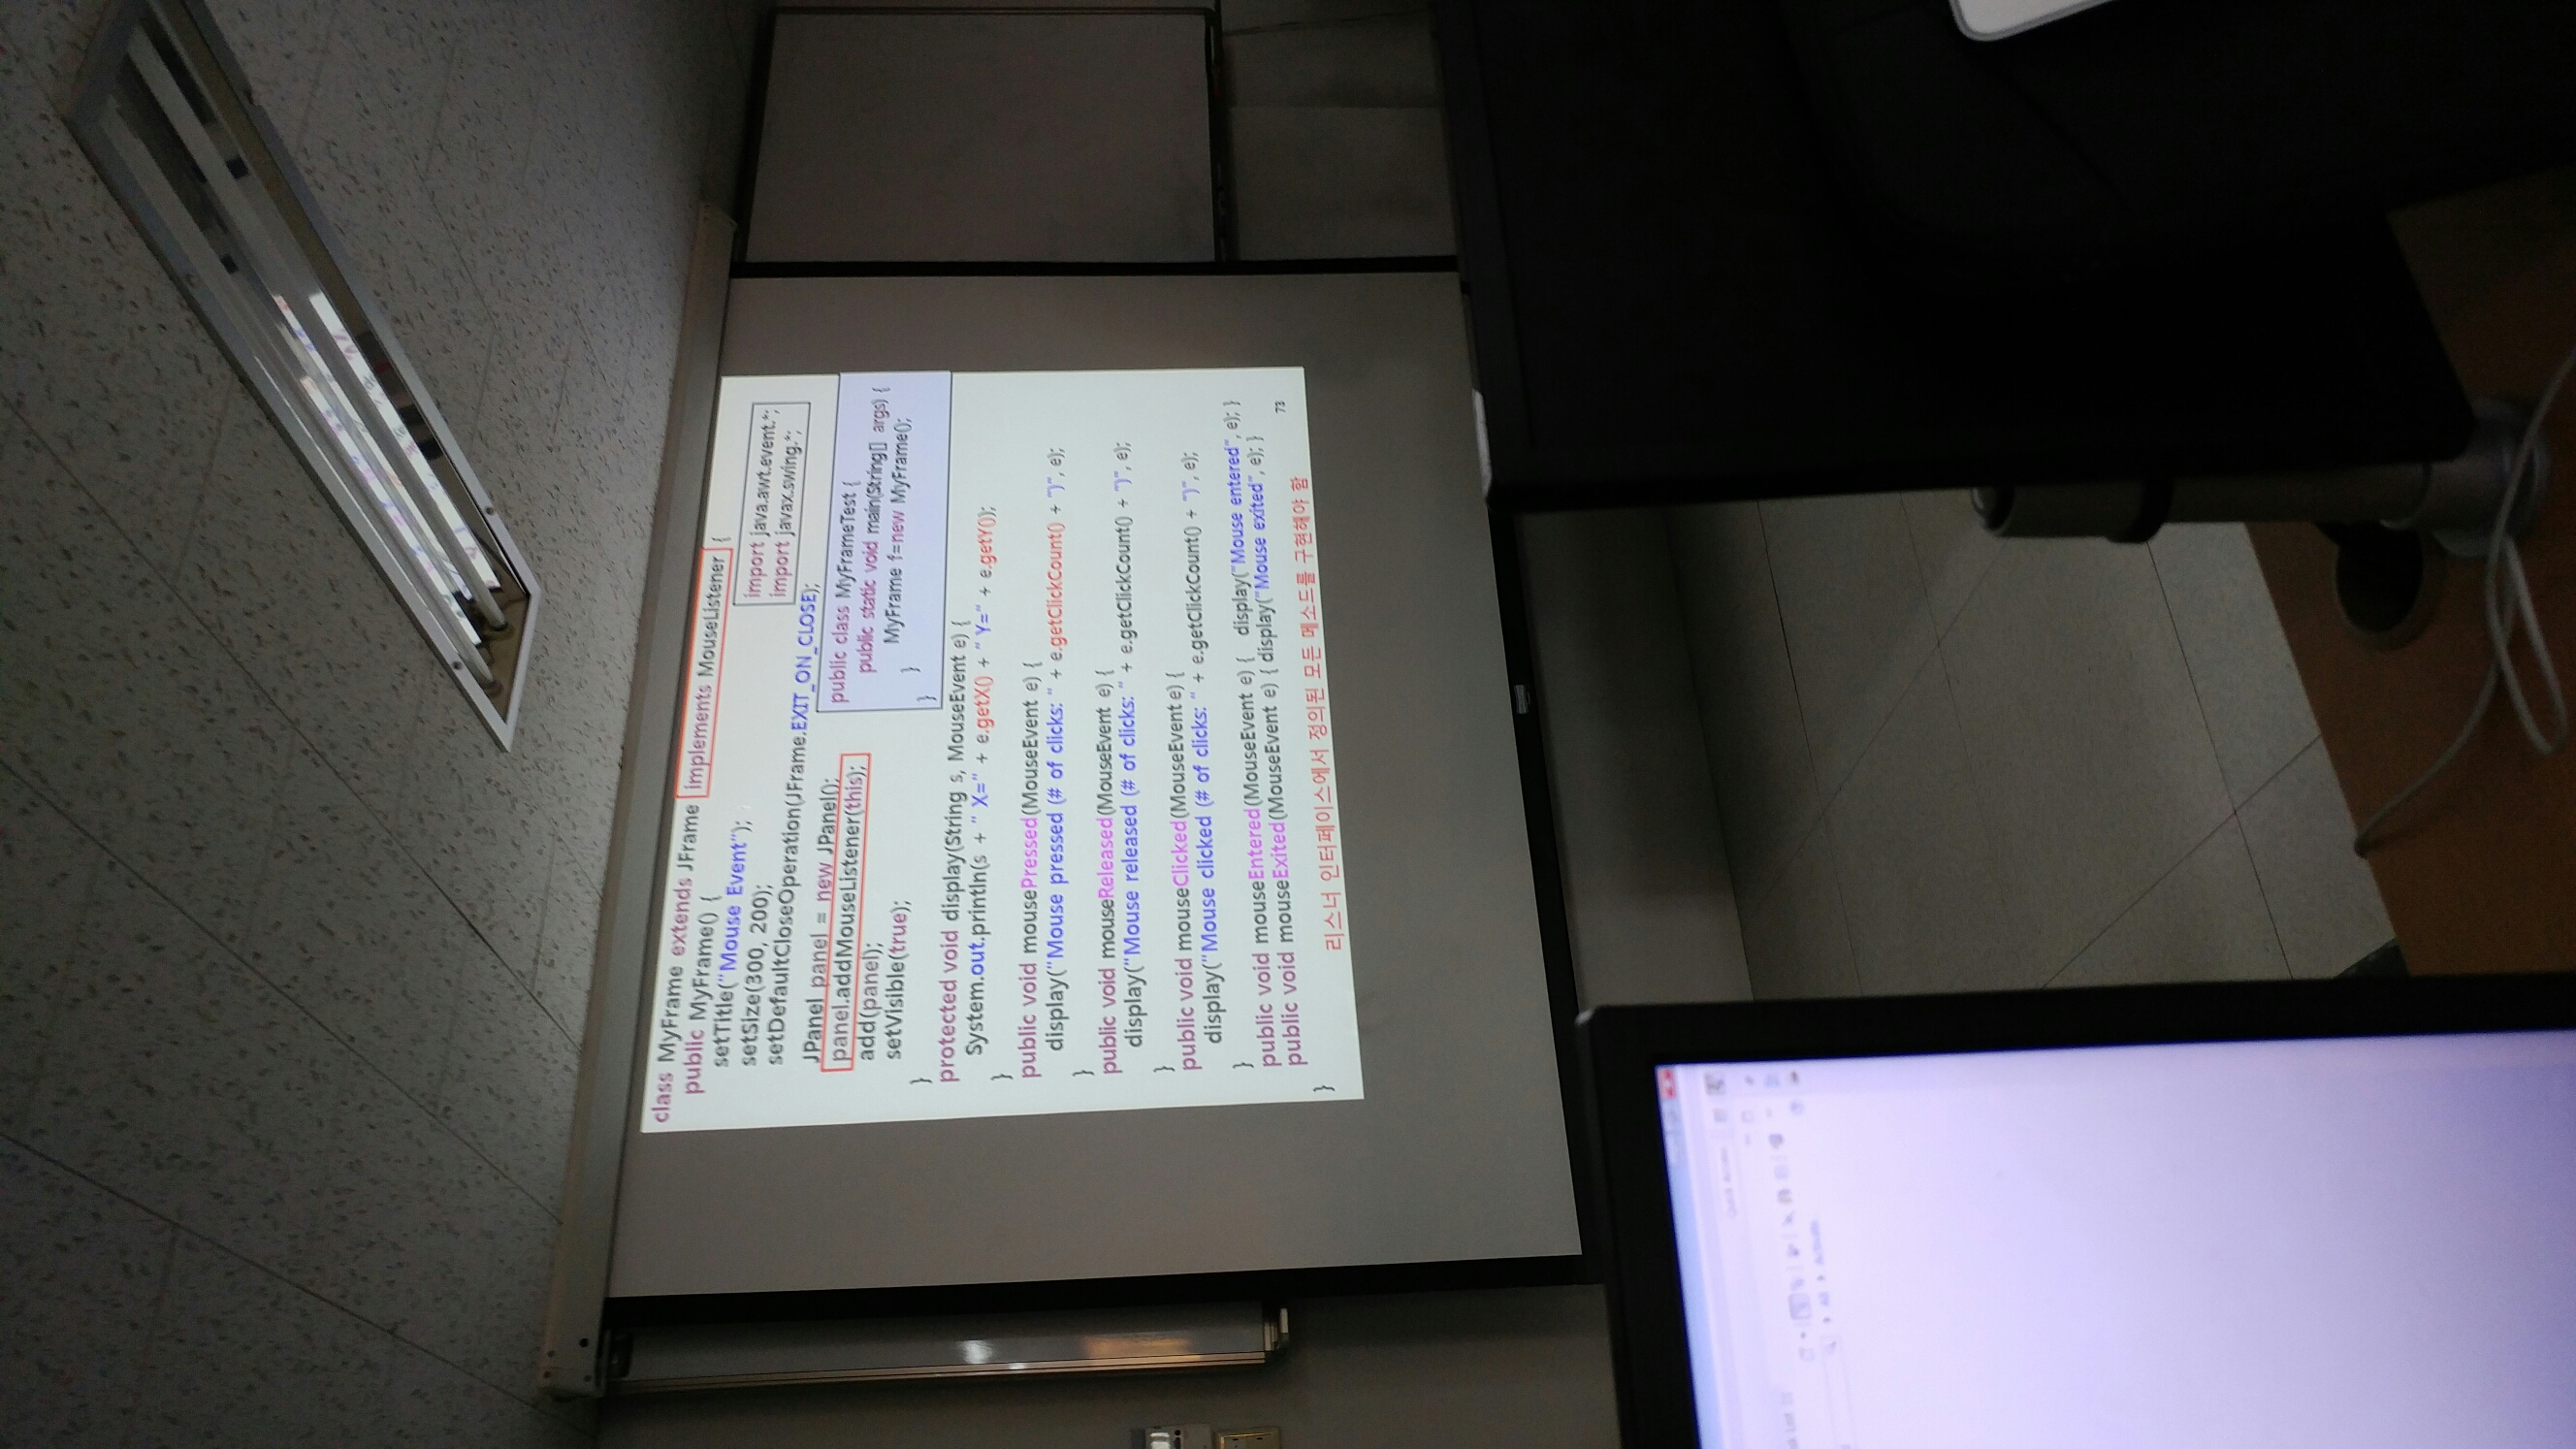 class MyFrame extends JFrame implements MouseListener {
public MyFrame() {
setTitle("Mouse Event");
setSize(300, 200);
setDefaultCloseOperation(JFrame.EXIT_ON_CLOSE);
JPanel panel = new JPanel();
panel.addMouseListener(this);
add(panel);
setVisible(true);
}
import java.awt.event.*;
import javax.swing.*;
public class MyFrameTest {
public static void main(String[] args) {
MyFrame f=new MyFrame();
}
}
protected void display(String s, MouseEvent e) {
System.out.println(s + " X=" + e.getX() + " Y=" + e.getY());
}
public void mousePressed(MouseEvent e) {
display("Mouse pressed (# of clicks: " + e.getClickCount() + ")", e);
}
public void mouseReleased(MouseEvent e) {
display("Mouse released (# of clicks: " + e.getClickCount() + ")", e);
}
public void mouseClicked(MouseEvent e) {
display("Mouse clicked (# of clicks: " + e.getClickCount() + ")", e);
}
public void mouseEntered(MouseEvent e) { display("Mouse entered", e); }
public void mouseExited(MouseEvent e) { display("Mouse exited", e); }
}
리스너 인터페이스에서 정의된 모든 메소드를 구현해야 함
73
Quick Access
All
Activate